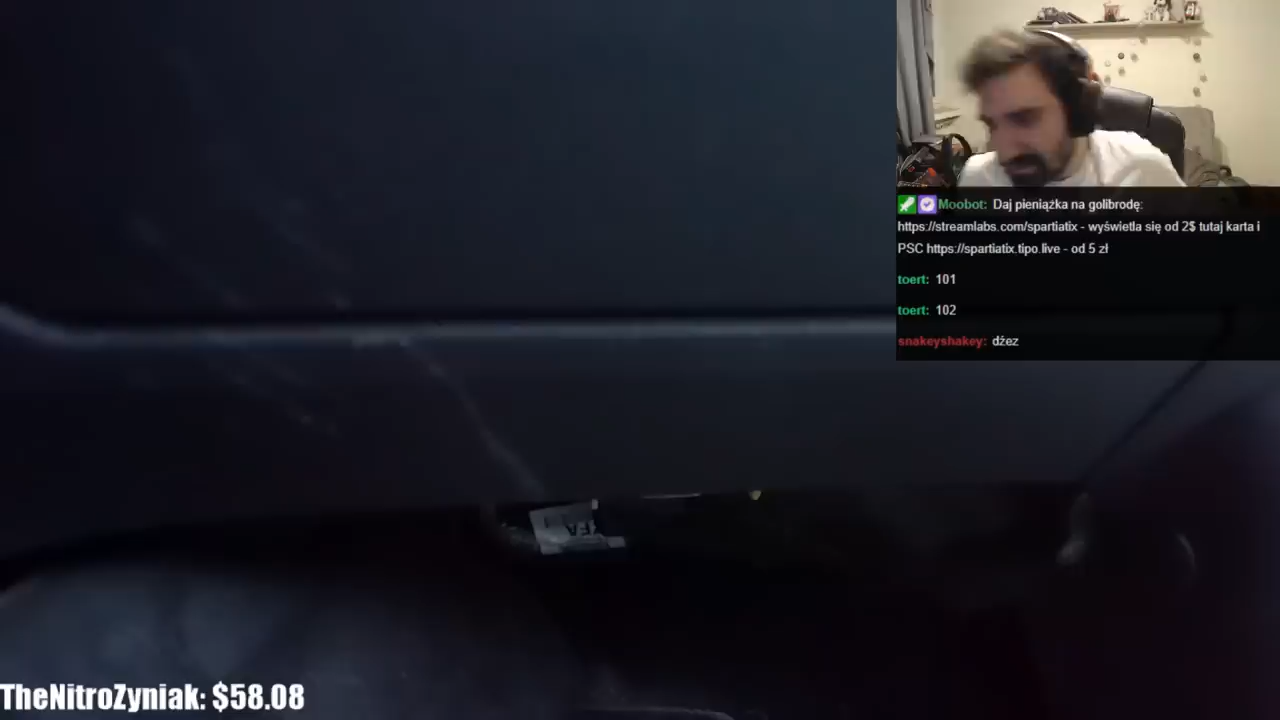 Moobot: Daj pieniążka na golibrodę:
https://streamlabs.com/spartiatix - wyświetla się od 2$ tutaj karta i
PSC https://spartiatix.tipo.live - od 5 zł
toert: 101
toert: 102
snakeyshakey: dżez
TheNitroZyniak: $58.08